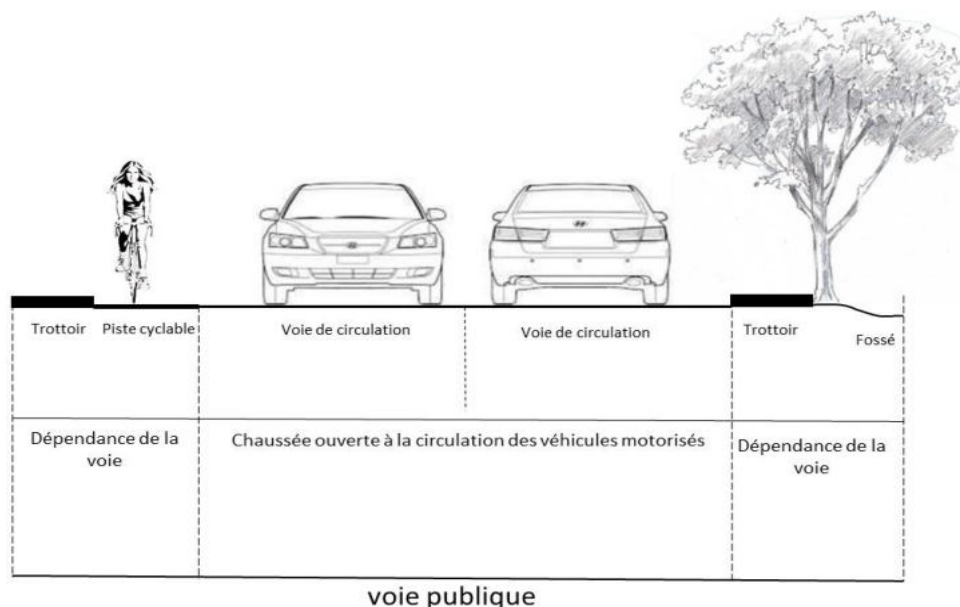 Trottoir
Piste cyclable
Voie de circulation
Voie de circulation
Trottoir
Fossé
Dépendance de la
voie
Chaussée ouverte à la circulation des véhicules motorisés
Dépendance de la
voie
voie publique